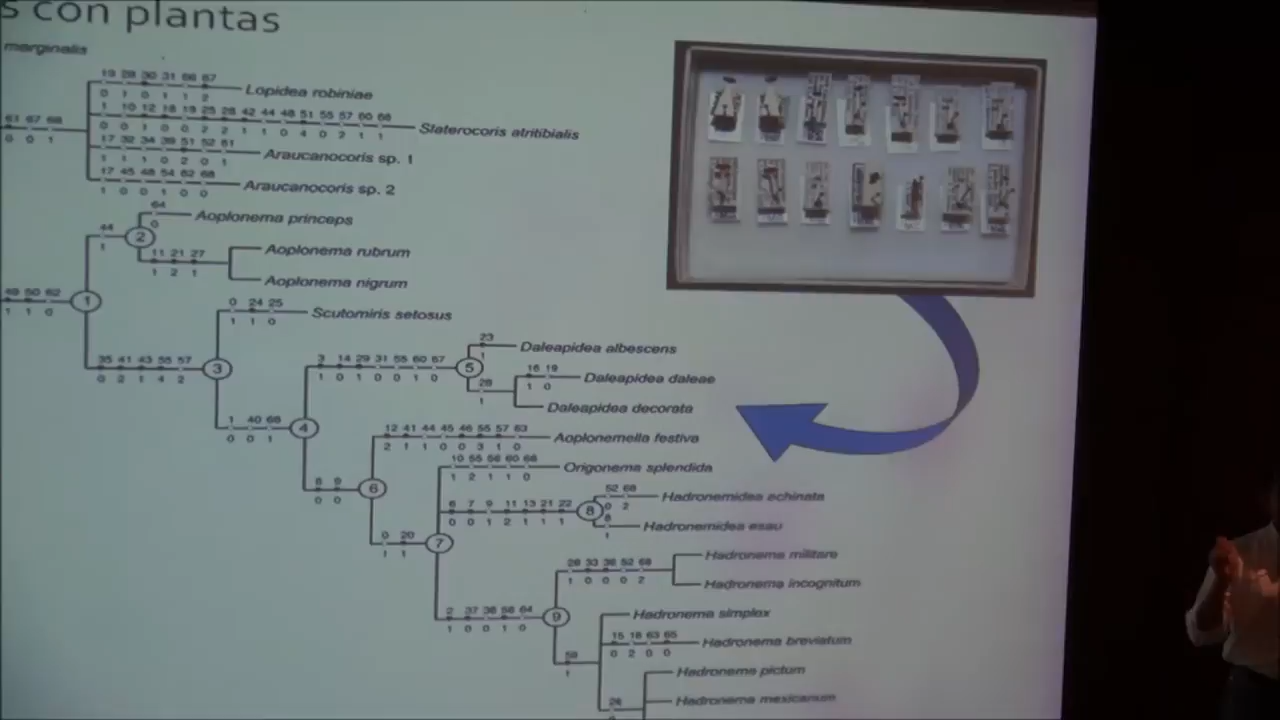 s con plantas
marginalis
19 28 30 31 66 67
0 1 0 1 1 2
Lopidea robiniae
1 10 12 18 19 25 26 42 44 48 51 55 57 60 68
0 0 1 0 0 2 2 1 1 0 4 0 2 1 1
Slaterocoris atritibialis
61 67 68
0 0 1
17 32 34 39 51 52 61
1 1 1 0 2 0 1
Araucanocoris sp. 1
17 45 48 54 62 68
1 0 0 1 0 0
Araucanocoris sp. 2
64
0
Aoplonema princeps
44
1
2
11 21 27
1 2 1
Aoplonema rubrum
Aoplonema nigrum
49 50 62
1 1 0
1
0 24 25
1 1 0
Scutomiris setosus
35 41 43 55 57
0 2 1 4 2
3
23
1
Daleapidea albescens
3 14 29 31 55 60 67
1 0 1 0 0 1 0
5
16 19
1 0
Daleapidea daleae
28
1
Daleapidea decorata
1 40 68
0 0 1
4
12 41 44 45 46 55 57 63
2 1 1 0 0 3 1 0
Aoplonemella festiva
8 9
0 0
6
10 55 56 60 68
1 2 1 1 0
Origonema splendida
6 7 9 11 13 21 22
0 0 1 2 1 1 1
8
52 68
0 2
Hadronemidea echinata
6
1
Hadronemidea esau
0 20
1 1
7
28 33 36 52 68
1 0 0 0 2
Hadronema militare
Hadronema incognitum
2 37 38 58 64
1 0 0 1 0
9
Hadronema simplex
15 18 63 65
0 2 0 0
Hadronema breviatum
59
1
Hadronema pictum
26
0
Hadronema mexicanum